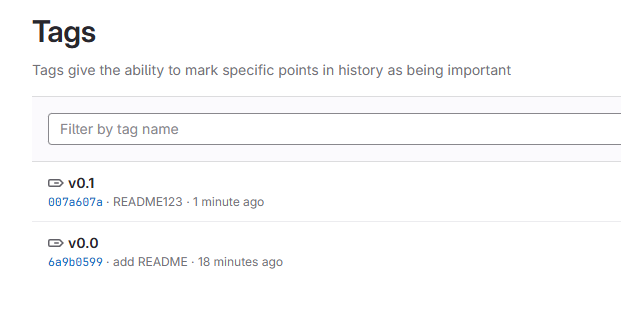 Tags
Tags give the ability to mark specific points in history as being important
Filter by tag name
v0.1
007a607a · README123 · 1 minute ago
v0.0
6a9b0599 · add README · 18 minutes ago